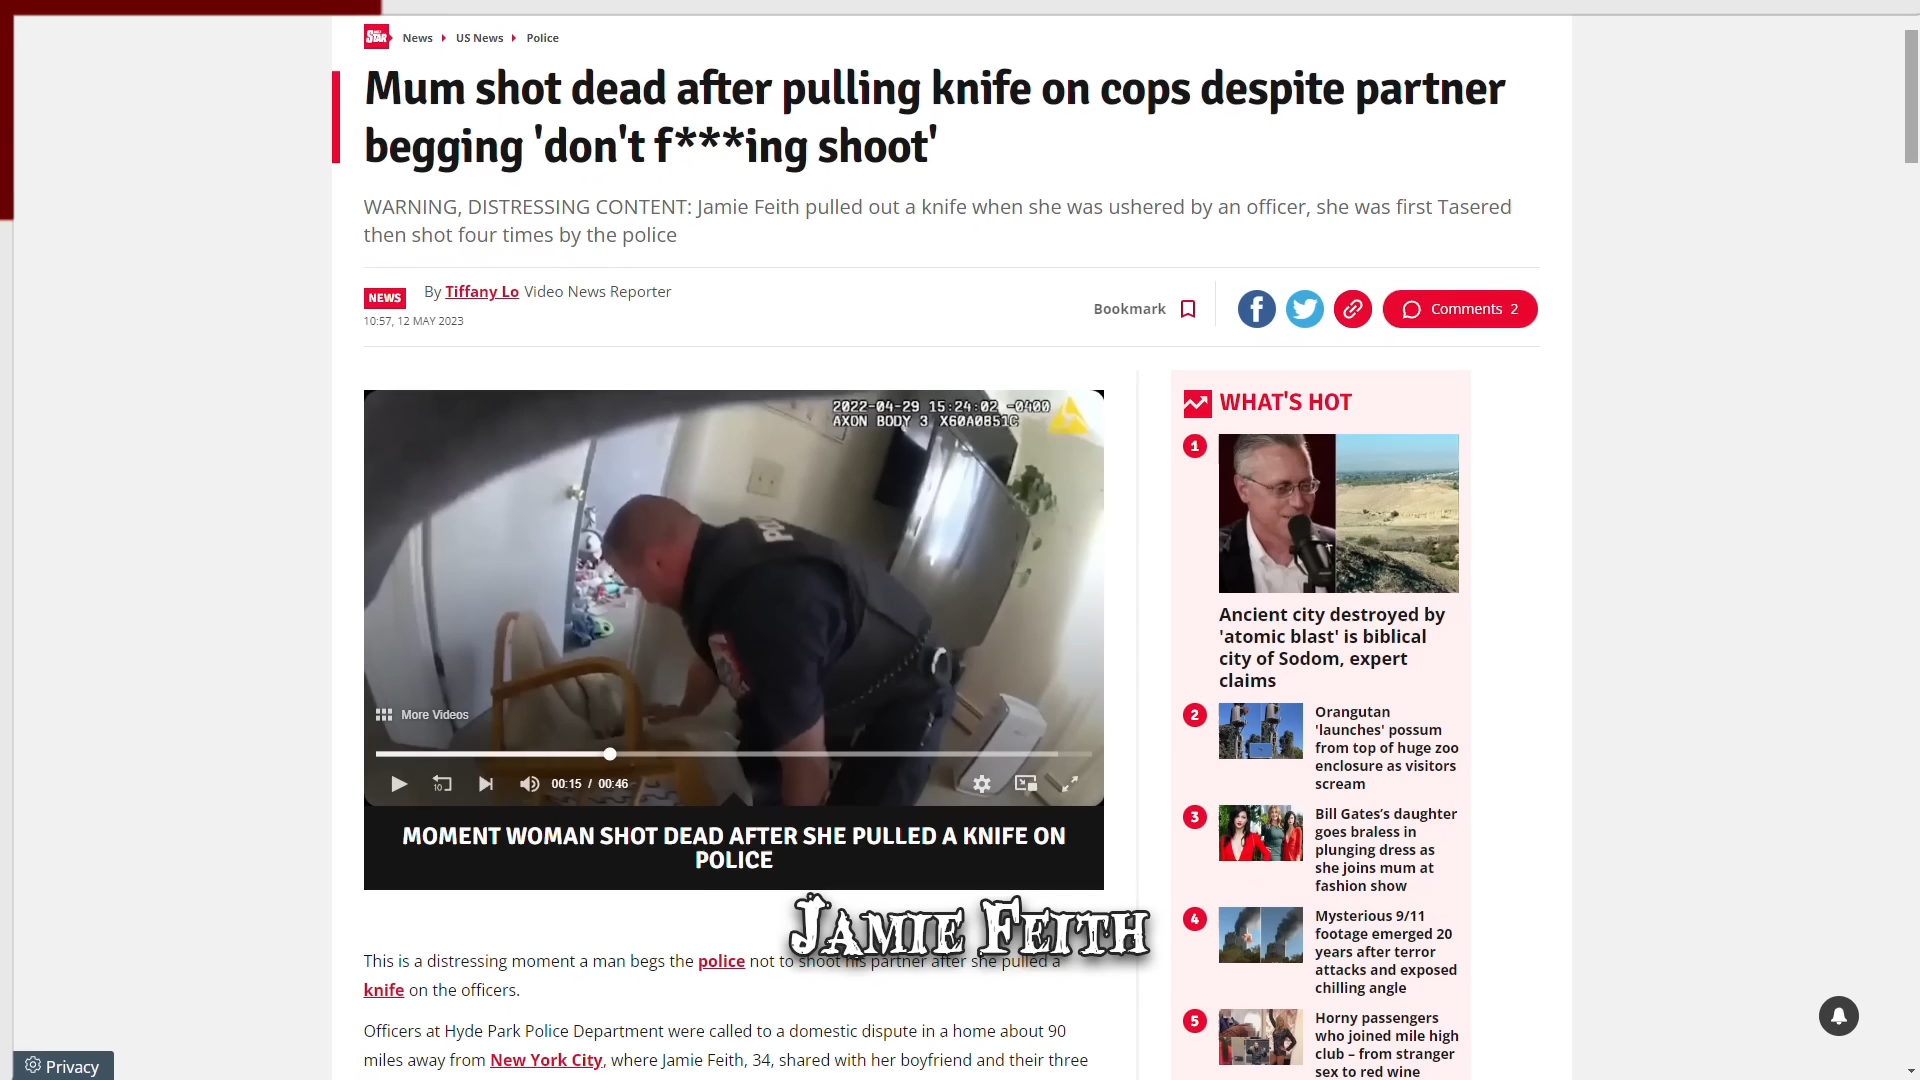 STAR News US News Police
Mum shot dead after pulling knife on cops despite partner
begging 'don't f***ing shoot'
WARNING, DISTRESSING CONTENT: Jamie Feith pulled out a knife when she was ushered by an officer, she was first Tasered
then shot four times by the police
NEWS
By Tiffany Lo Video News Reporter
10:57, 12 MAY 2023
Bookmark
Comments 2
2022-04-29 15:24:02 -0400
AXON BODY 3 X60A0851C
More Videos
10
00:15 / 00:46
MOMENT WOMAN SHOT DEAD AFTER SHE PULLED A KNIFE ON
POLICE
JAMIE FEITH
This is a distressing moment a man begs the police not to shoot his partner after she pulled a
knife on the officers.
Officers at Hyde Park Police Department were called to a domestic dispute in a home about 90
miles away from New York City, where Jamie Feith, 34, shared with her boyfriend and their three
WHAT'S HOT
1
Ancient city destroyed by
'atomic blast' is biblical
city of Sodom, expert
claims
2
Orangutan
'launches' possum
from top of huge zoo
enclosure as visitors
scream
3
Bill Gates's daughter
goes braless in
plunging dress as
she joins mum at
fashion show
4
Mysterious 9/11
footage emerged 20
years after terror
attacks and exposed
chilling angle
5
Horny passengers
who joined mile high
club – from stranger
sex to red wine
Privacy